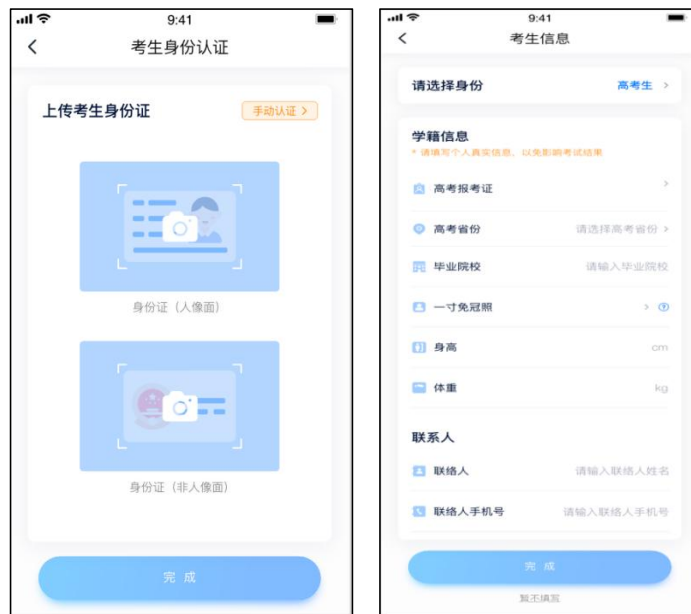 9:41
考生身份认证
上传考生身份证
手动认证 >
身份证（人像面）
身份证（非人像面）
完 成
9:41
考生信息
请选择身份 高考生 >
学籍信息
* 请填写个人真实信息，以免影响考试结果
高考报考证 >
高考省份 请选择高考省份 >
毕业院校 请输入毕业院校
一寸免冠照 >
身高 cm
体重 kg
联系人
联络人 请输入联络人姓名
联络人手机号 请输入联络人手机号
完 成
暂不填写